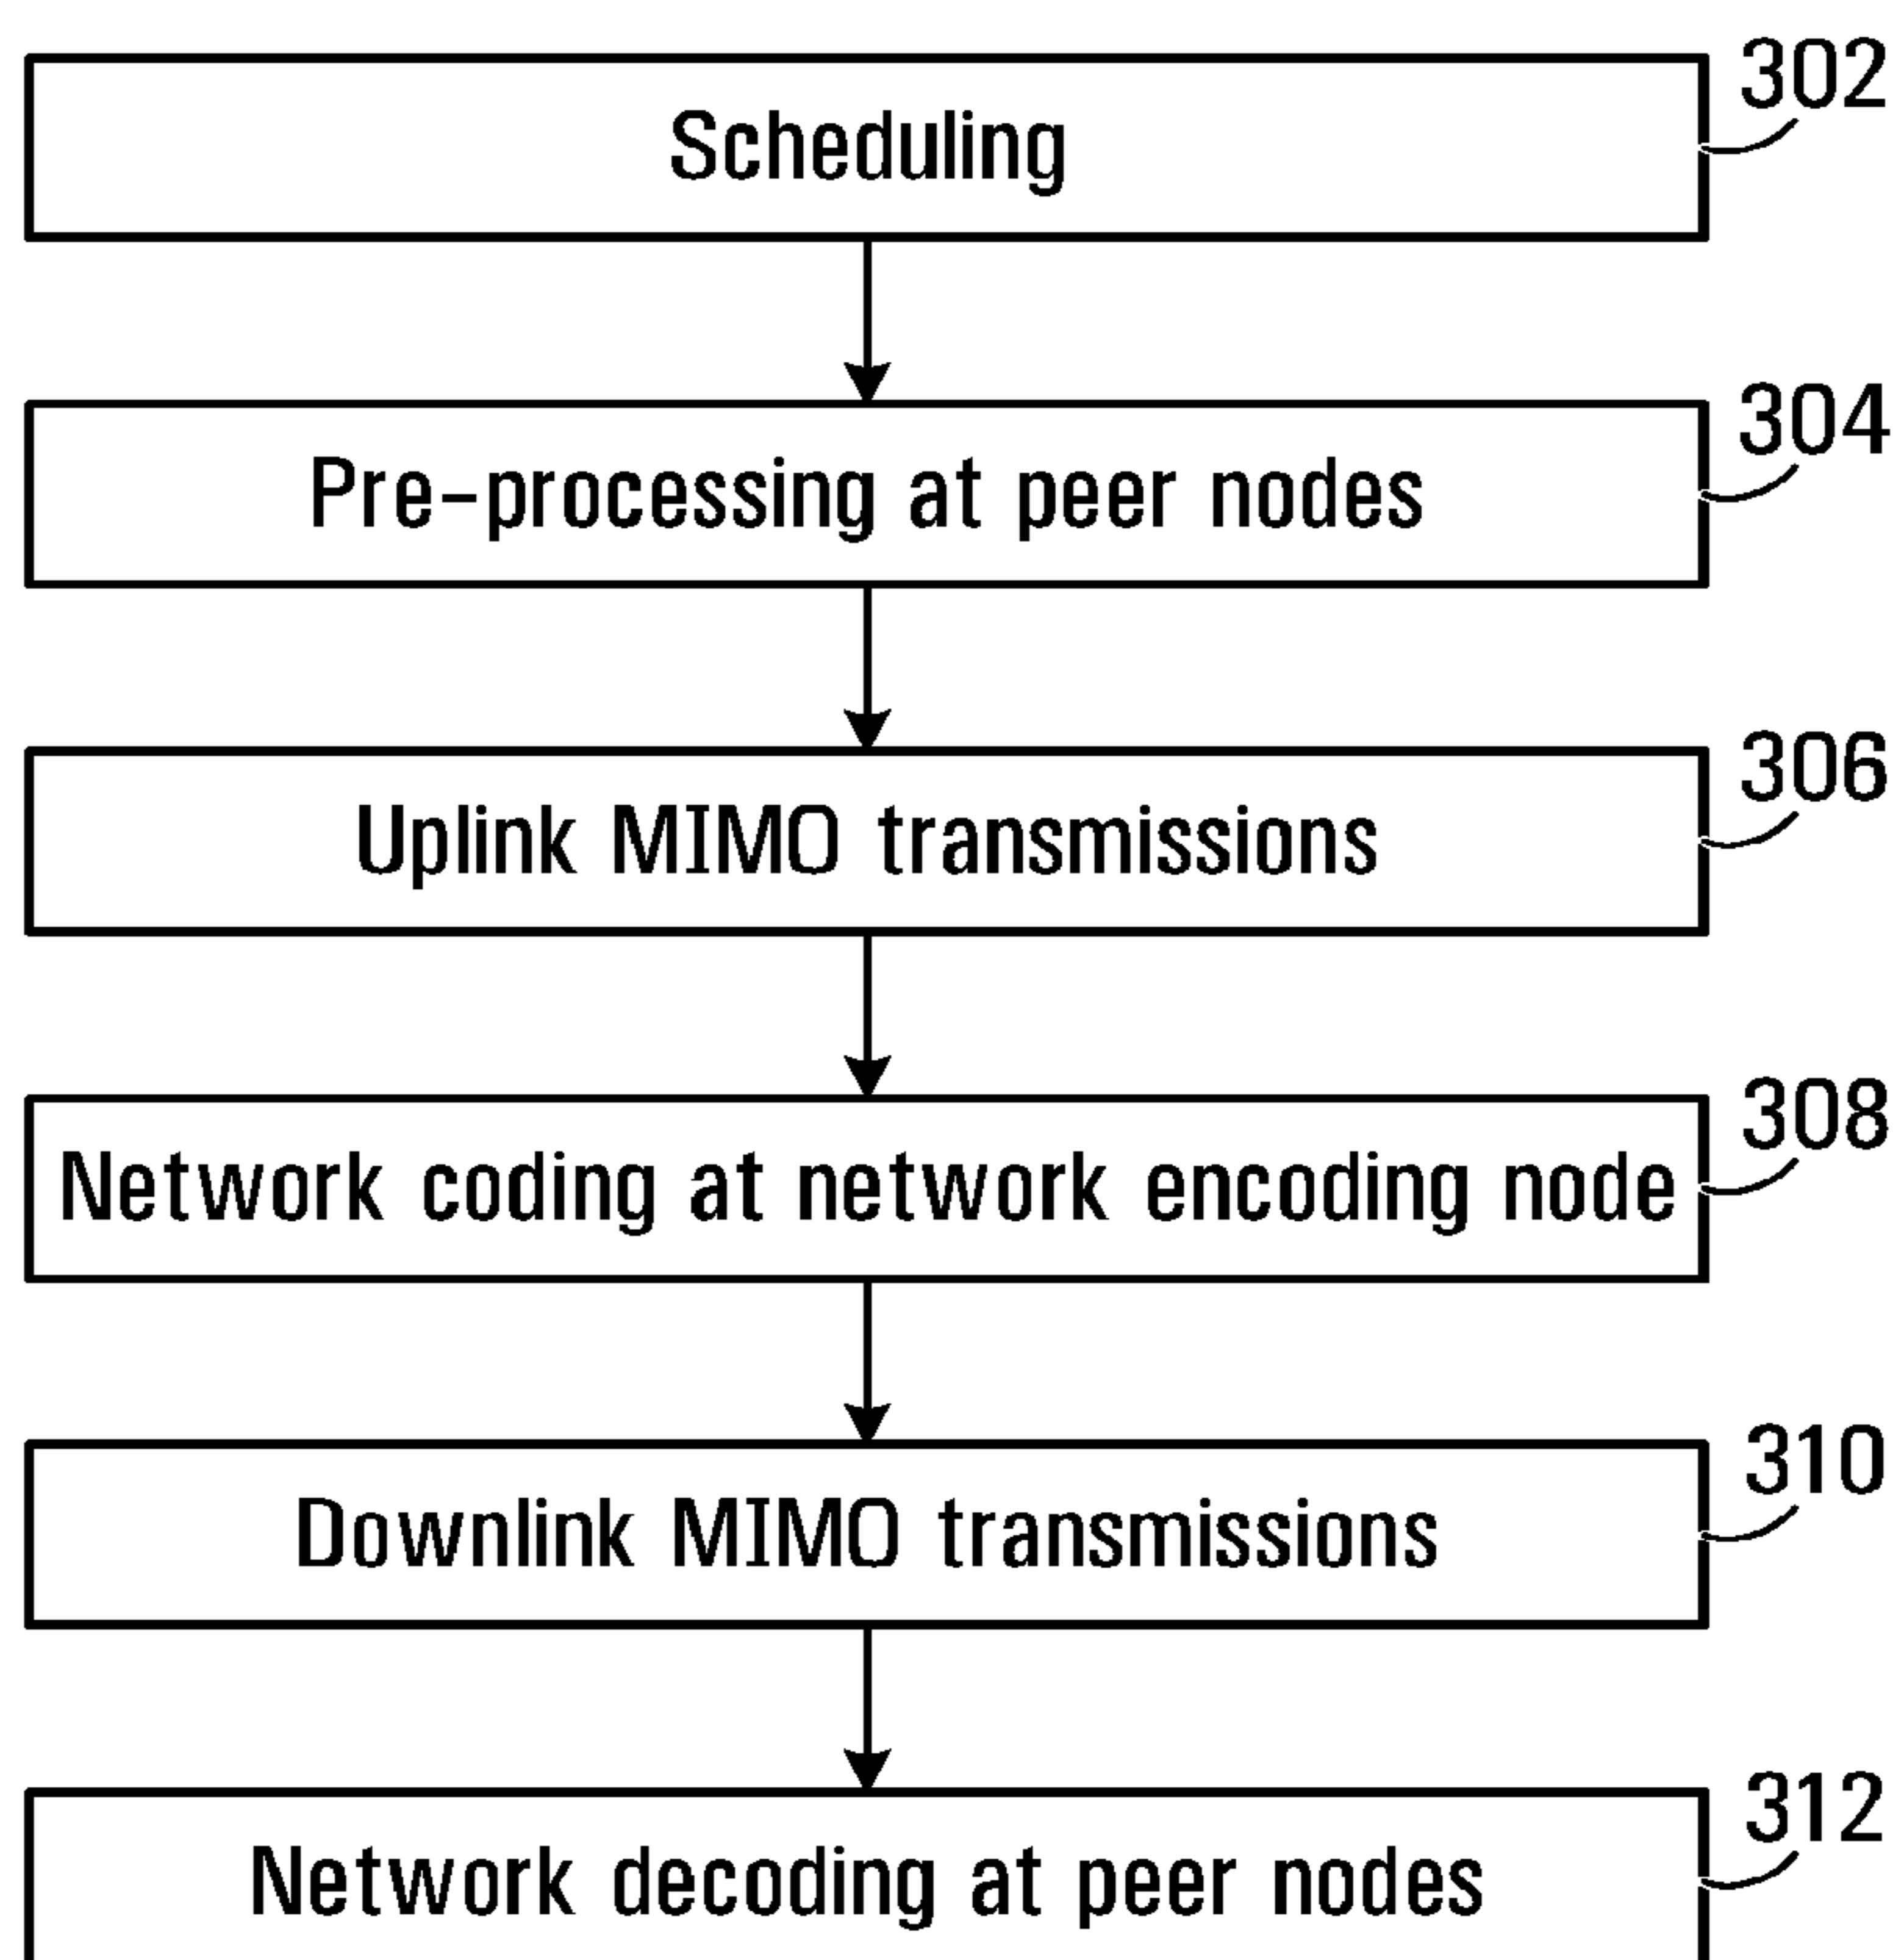 302
Scheduling
304
Pre-processing at peer nodes
306
Uplink MIMO transmissions
308
Network coding at network encoding node
310
Downlink MIMO transmissions
312
Network decoding at peer nodes